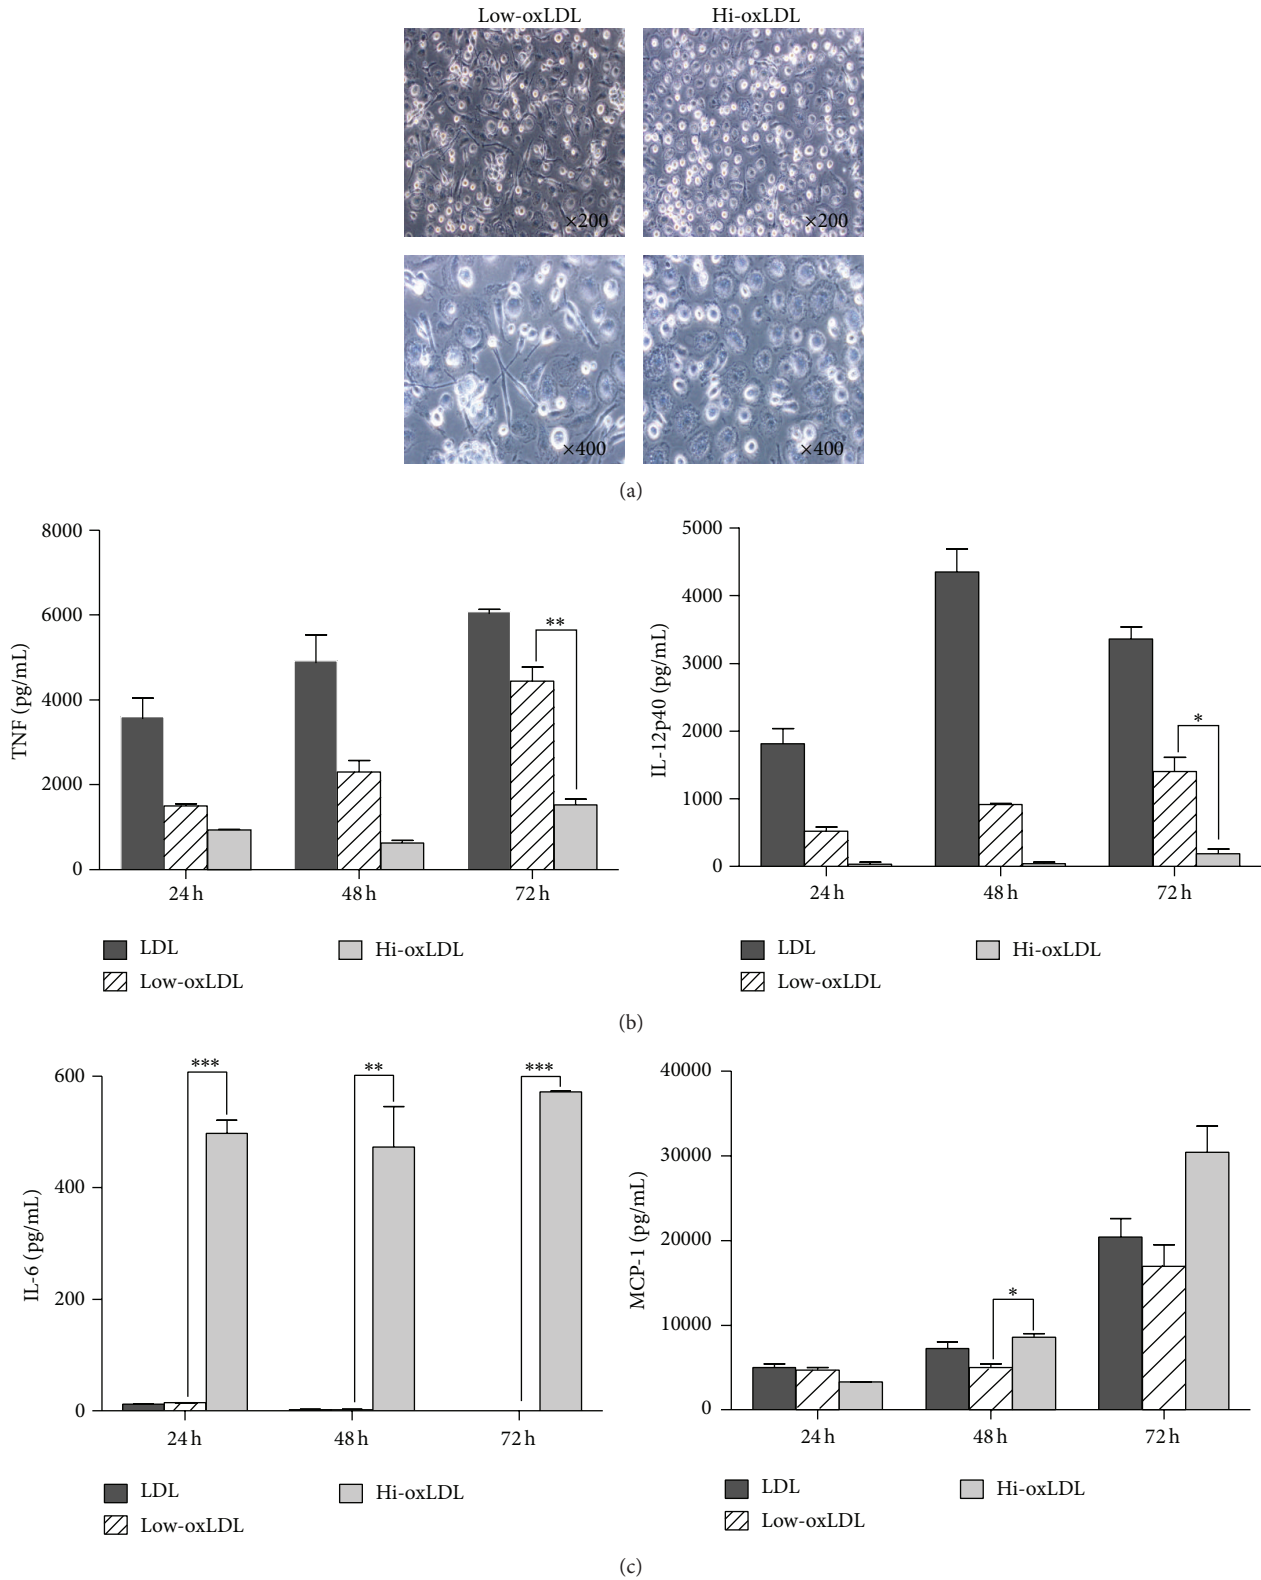 Low-oxLDL
Hi-oxLDL
×200
×200
×400
×400
(a)
8000
6000
4000
2000
0
TNF (pg/mL)
**
24 h
48 h
72 h
LDL
Hi-oxLDL
Low-oxLDL
5000
4000
3000
2000
1000
0
IL-12p40 (pg/mL)
*
24 h
48 h
72 h
LDL
Hi-oxLDL
Low-oxLDL
(b)
600
400
200
0
IL-6 (pg/mL)
***
**
***
24 h
48 h
72 h
LDL
Hi-oxLDL
Low-oxLDL
40000
30000
20000
10000
0
MCP-1 (pg/mL)
*
24 h
48 h
72 h
LDL
Hi-oxLDL
Low-oxLDL
(c)